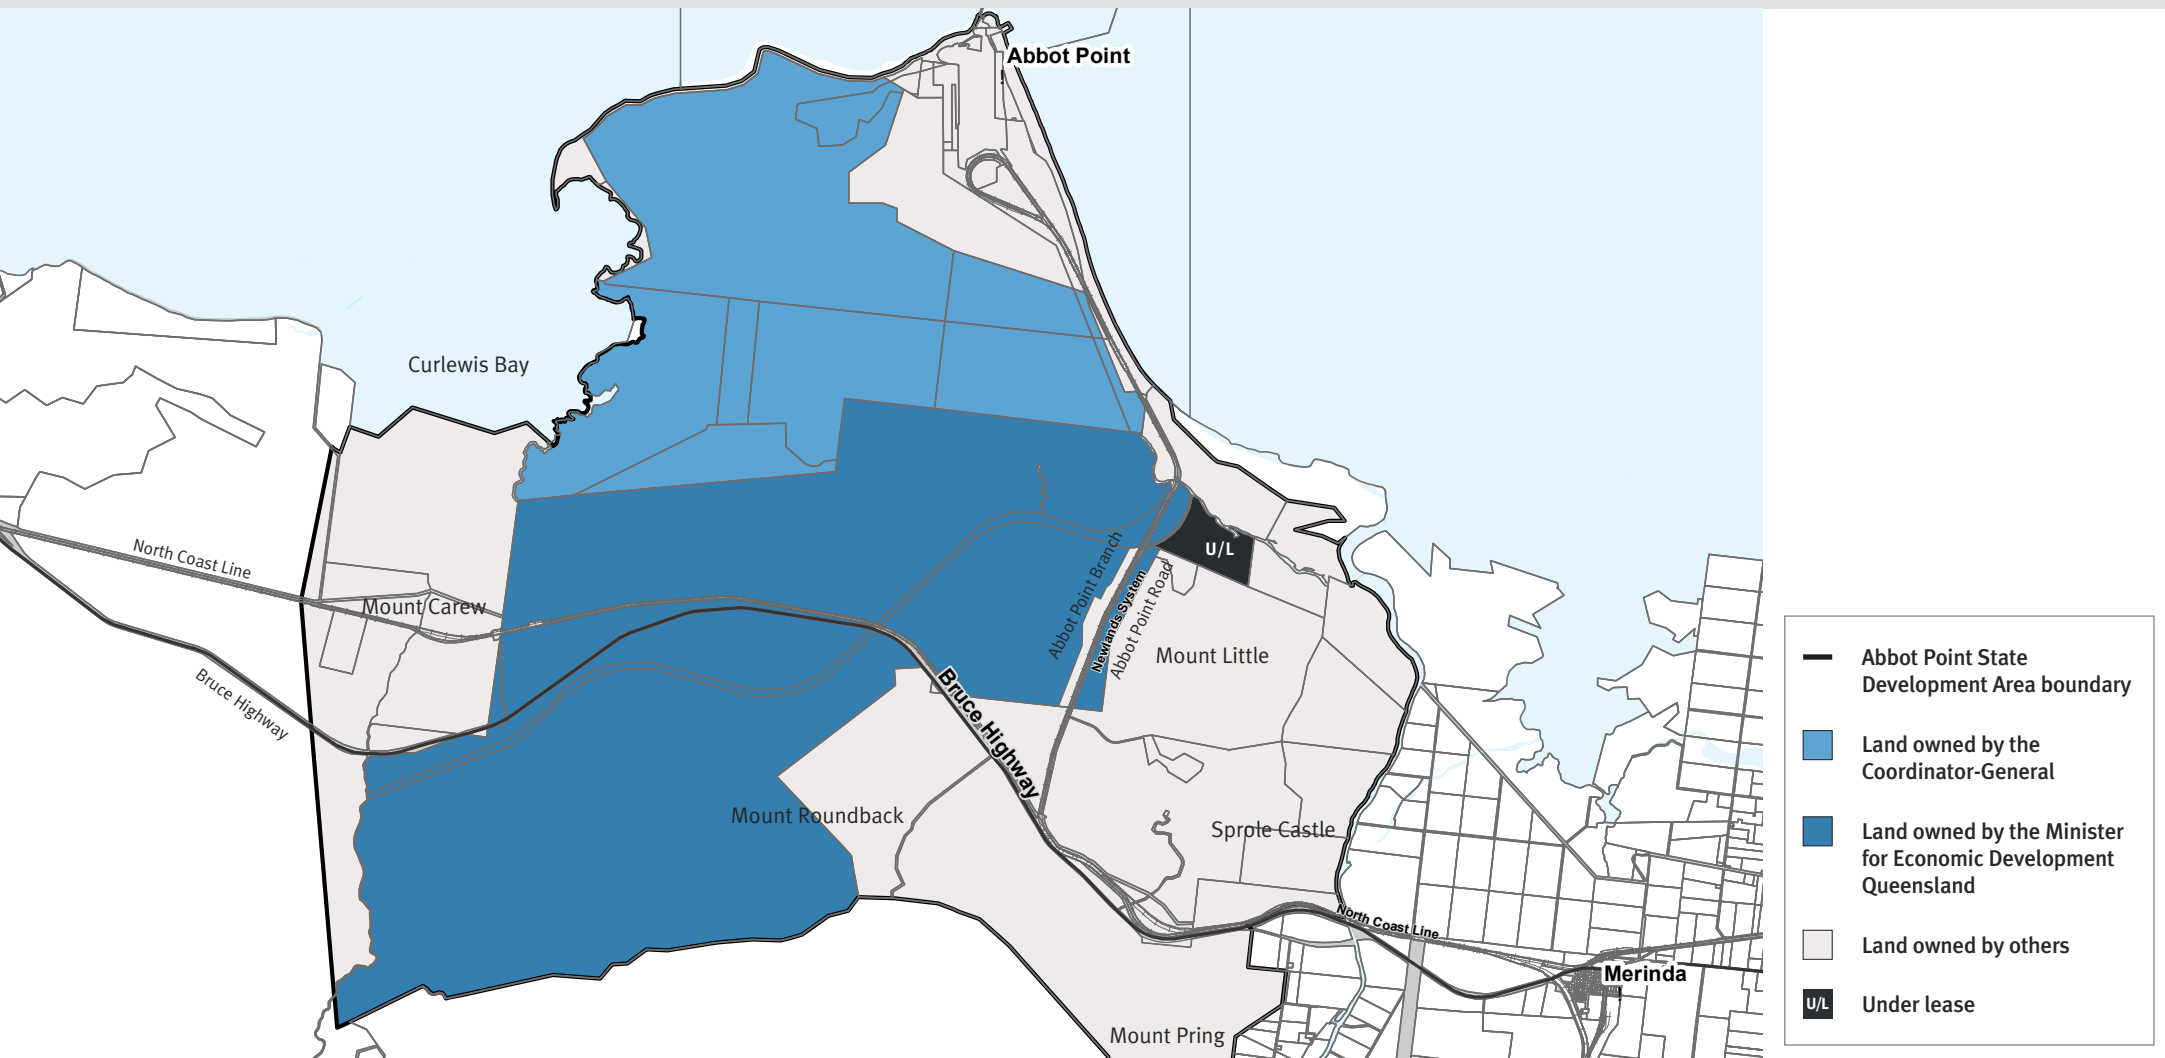 Abbot Point
Curlewis Bay
North Coast Line
Mount Carew
Bruce Highway
U/L
Abbot Point Branch
Newlands System
Abbot Point Road
Mount Little
Bruce Highway
Mount Roundback
Sprole Castle
North Coast Line
Merinda
Mount Pring
Abbot Point State
Development Area boundary
Land owned by the
Coordinator-General
Land owned by the Minister
for Economic Development
Queensland
Land owned by others
U/L Under lease